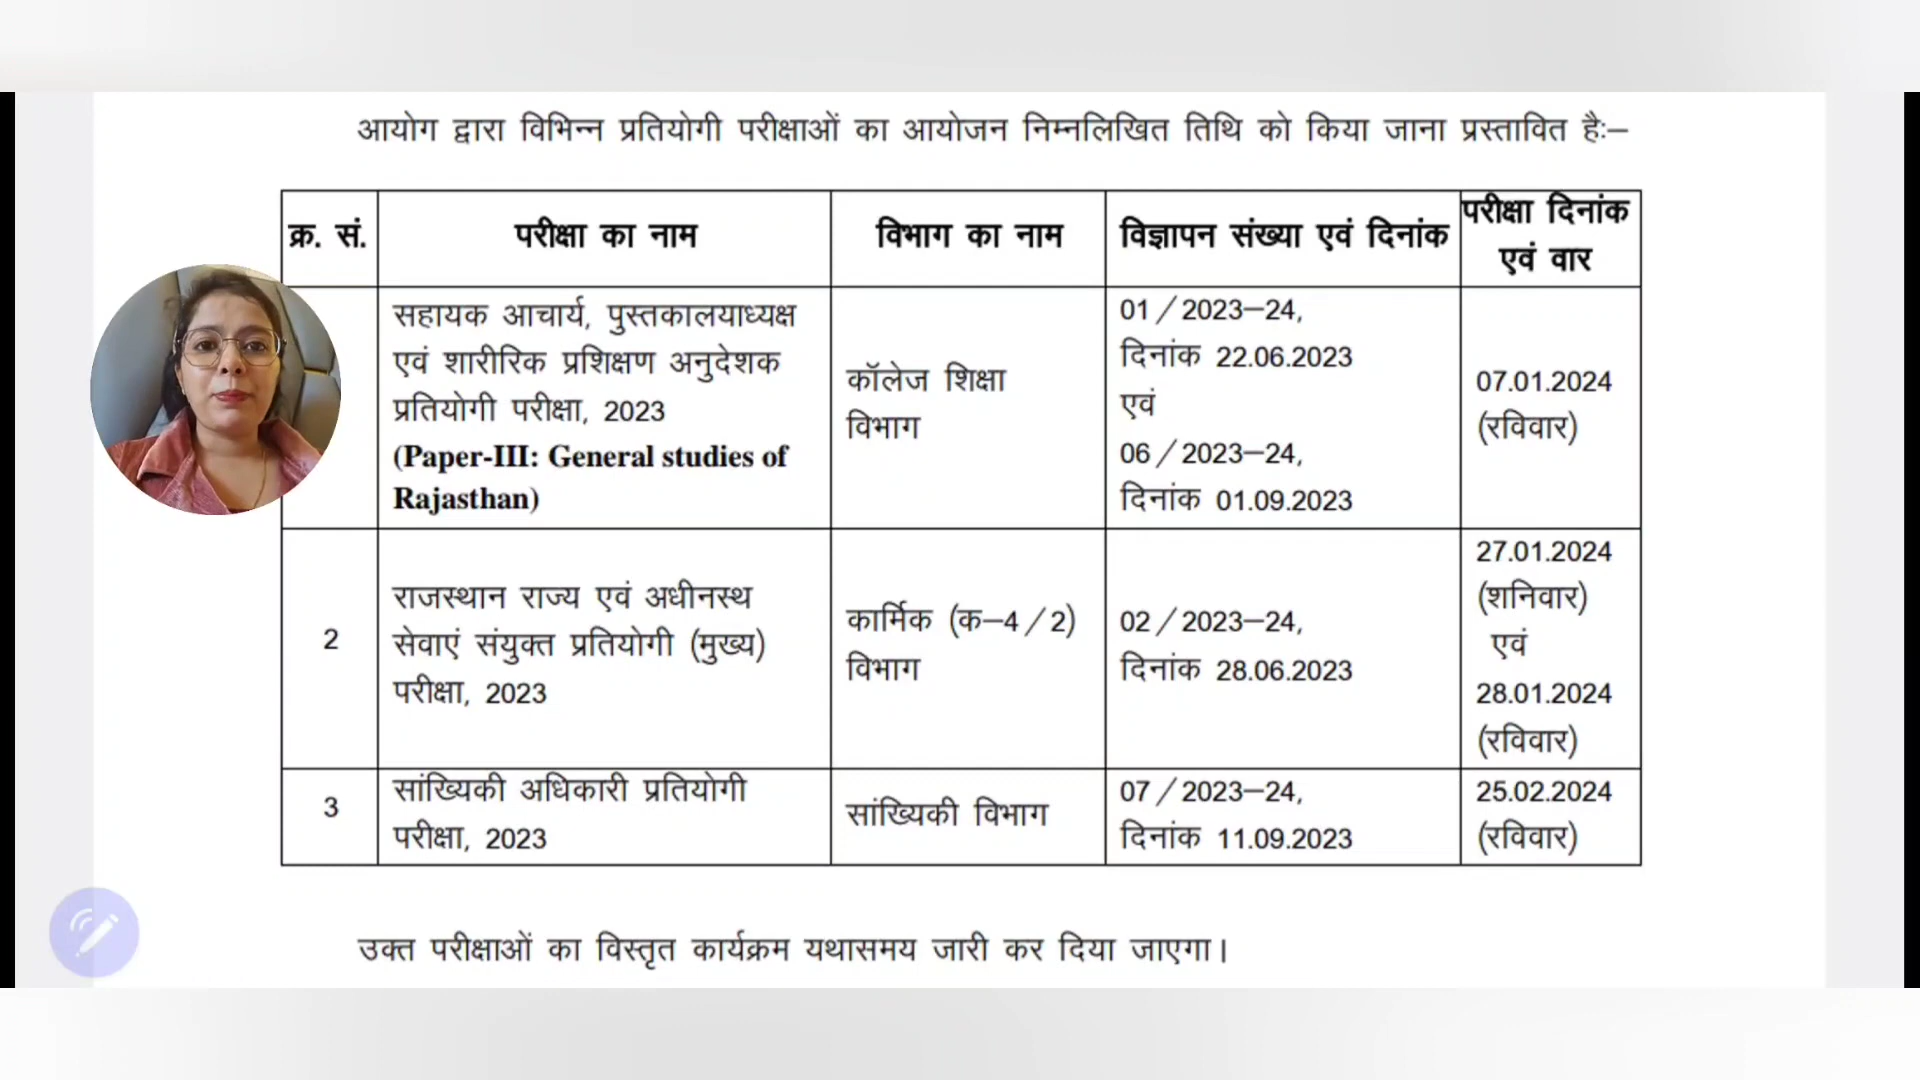 आयोग द्वारा विभिन्न प्रतियोगी परीक्षाओं का आयोजन निम्नलिखित तिथि को किया जाना प्रस्तावित है:–
क्र. सं.
परीक्षा का नाम
विभाग का नाम
विज्ञापन संख्या एवं दिनांक
परीक्षा दिनांक
एवं वार
सहायक आचार्य, पुस्तकालयाध्यक्ष
एवं शारीरिक प्रशिक्षण अनुदेशक
प्रतियोगी परीक्षा, 2023
(Paper-III: General studies of
Rajasthan)
कॉलेज शिक्षा
विभाग
01/2023–24,
दिनांक 22.06.2023
एवं
06/2023–24,
दिनांक 01.09.2023
07.01.2024
(रविवार)
2
राजस्थान राज्य एवं अधीनस्थ
सेवाएं संयुक्त प्रतियोगी (मुख्य)
परीक्षा, 2023
कार्मिक (क–4/2)
विभाग
02/2023–24,
दिनांक 28.06.2023
27.01.2024
(शनिवार)
एवं
28.01.2024
(रविवार)
3
सांख्यिकी अधिकारी प्रतियोगी
परीक्षा, 2023
सांख्यिकी विभाग
07/2023–24,
दिनांक 11.09.2023
25.02.2024
(रविवार)
उक्त परीक्षाओं का विस्तृत कार्यक्रम यथासमय जारी कर दिया जाएगा।